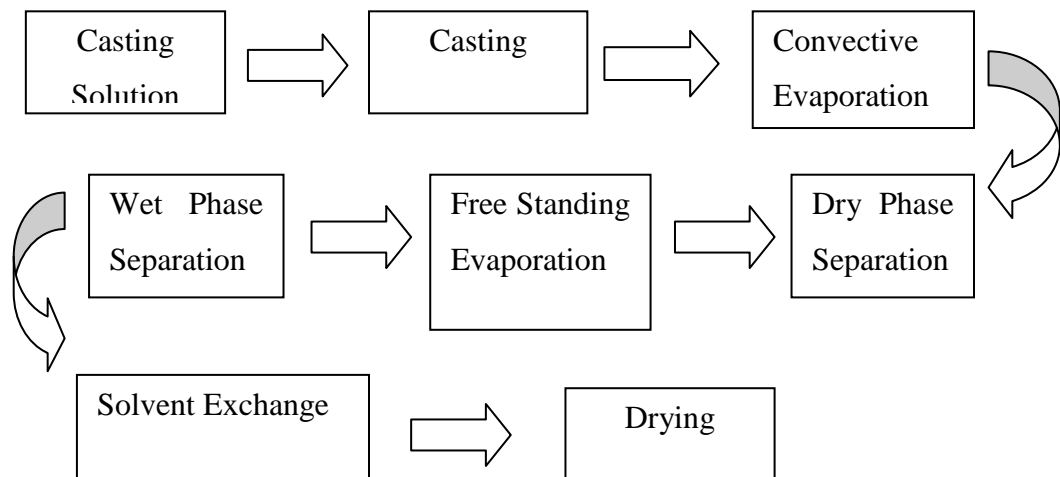 Casting
Solution
Casting
Convective
Evaporation
Wet Phase
Separation
Free Standing
Evaporation
Dry Phase
Separation
Solvent Exchange
Drying